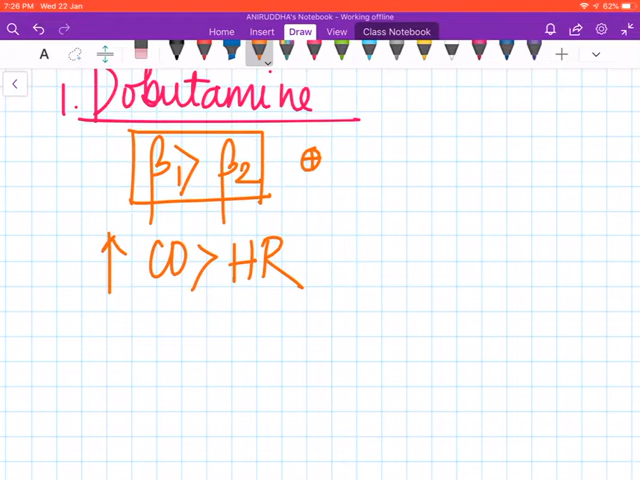 7:26 PM Wed 22 Jan
62%
ANIRUDDHA's Notebook - Working offline
Home Insert Draw View Class Notebook
A
1. Dobutamine
β1 > β2 ⊕
↑ CO > HR